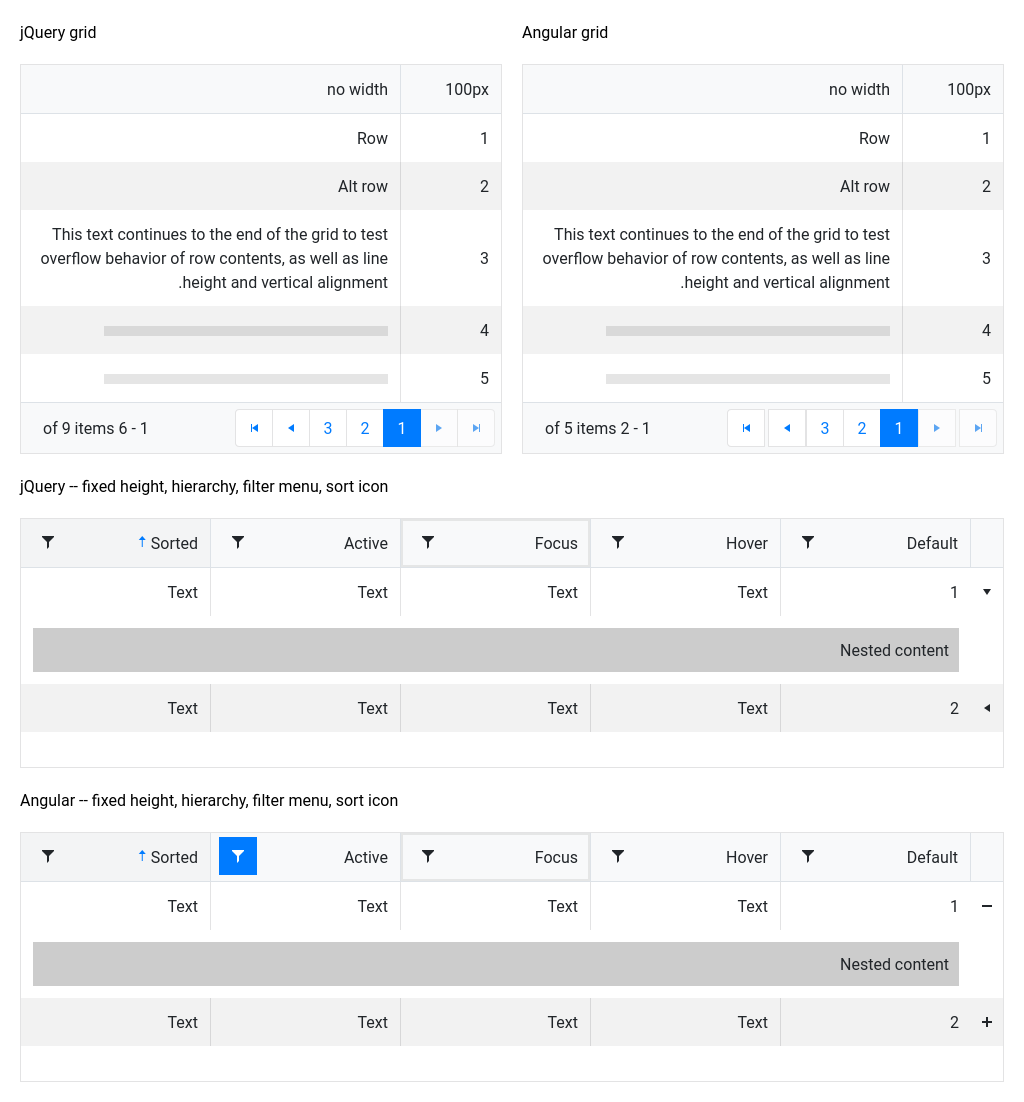 jQuery grid
Angular grid
no width 100px
Row 1
Alt row 2
This text continues to the end of the grid to test
overflow behavior of row contents, as well as line
.height and vertical alignment
3
4
5
of 9 items 6 - 1
3 2 1
no width 100px
Row 1
Alt row 2
This text continues to the end of the grid to test
overflow behavior of row contents, as well as line
.height and vertical alignment
3
4
5
of 5 items 2 - 1
3 2 1
jQuery -- fixed height, hierarchy, filter menu, sort icon
Sorted Active Focus Hover Default
Text Text Text Text 1
Nested content
Text Text Text Text 2
Angular -- fixed height, hierarchy, filter menu, sort icon
Sorted Active Focus Hover Default
Text Text Text Text 1
Nested content
Text Text Text Text 2